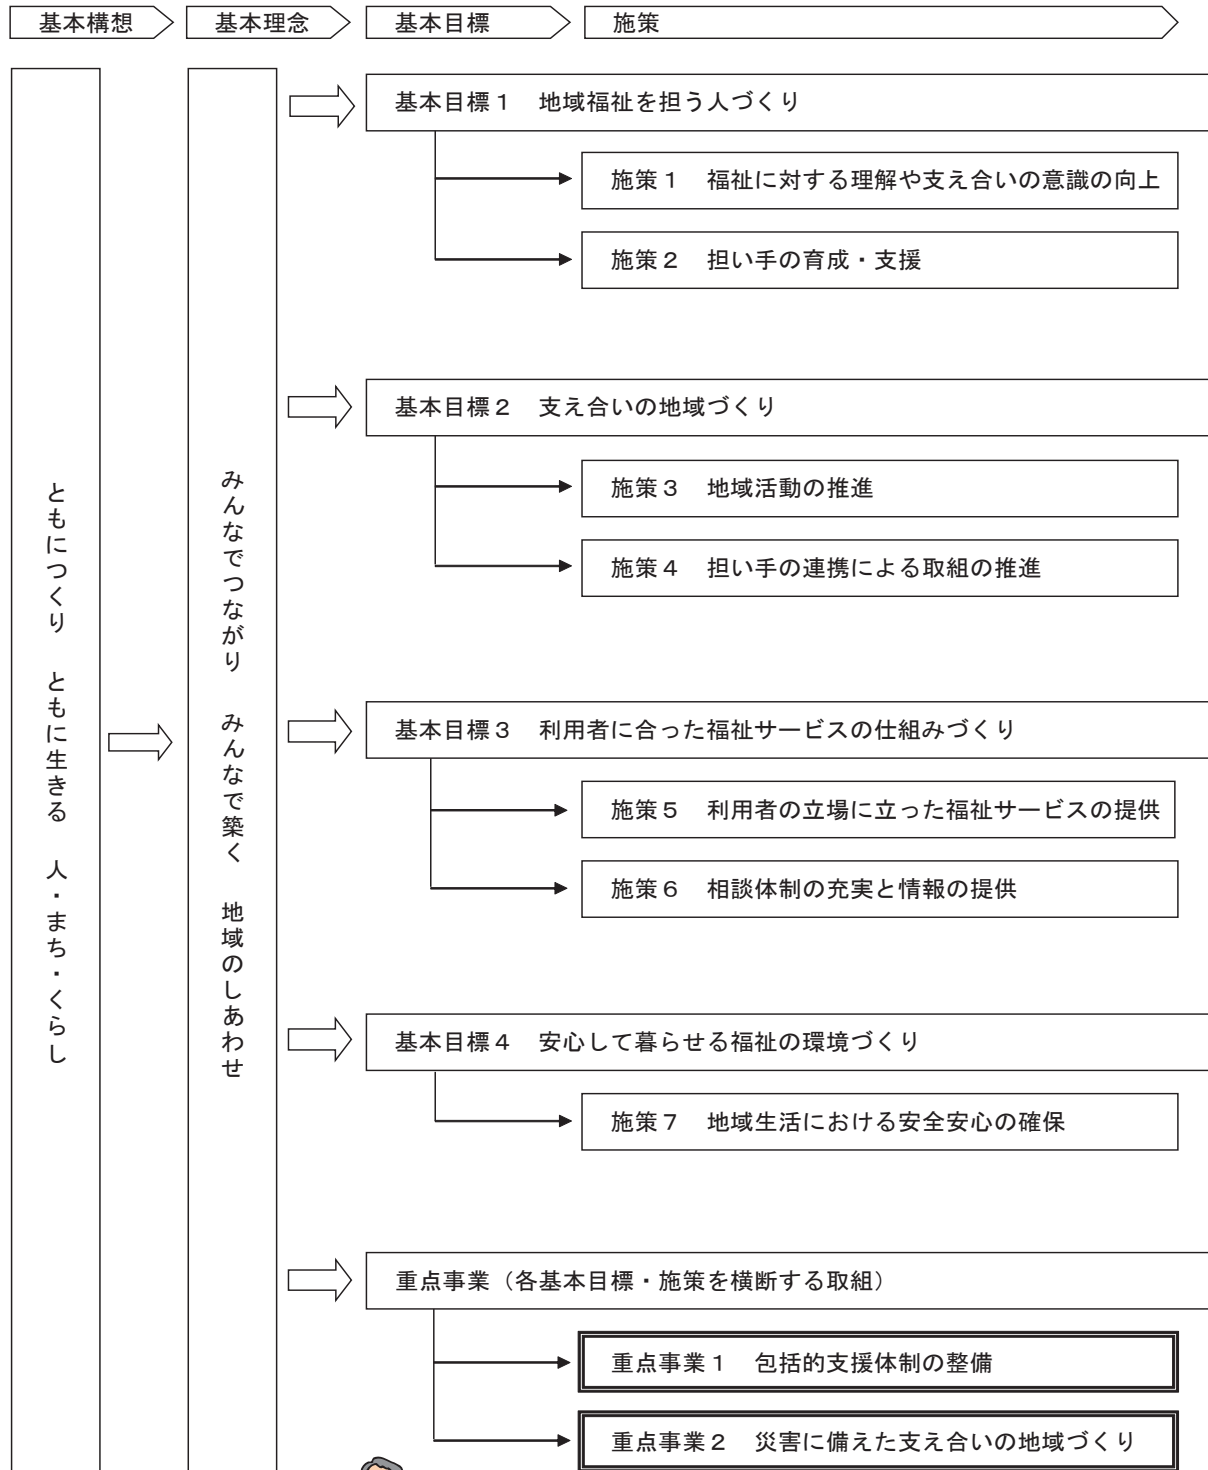 基本構想
基本理念
基本目標
施策
ともにつくり　ともに生きる　人・まち・くらし
みんなでつながり　みんなで築く　地域のしあわせ
基本目標１　地域福祉を担う人づくり
施策１　福祉に対する理解や支え合いの意識の向上
施策２　担い手の育成・支援
基本目標２　支え合いの地域づくり
施策３　地域活動の推進
施策４　担い手の連携による取組の推進
基本目標３　利用者に合った福祉サービスの仕組みづくり
施策５　利用者の立場に立った福祉サービスの提供
施策６　相談体制の充実と情報の提供
基本目標４　安心して暮らせる福祉の環境づくり
施策７　地域生活における安全安心の確保
重点事業（各基本目標・施策を横断する取組）
重点事業１　包括的支援体制の整備
重点事業２　災害に備えた支え合いの地域づくり